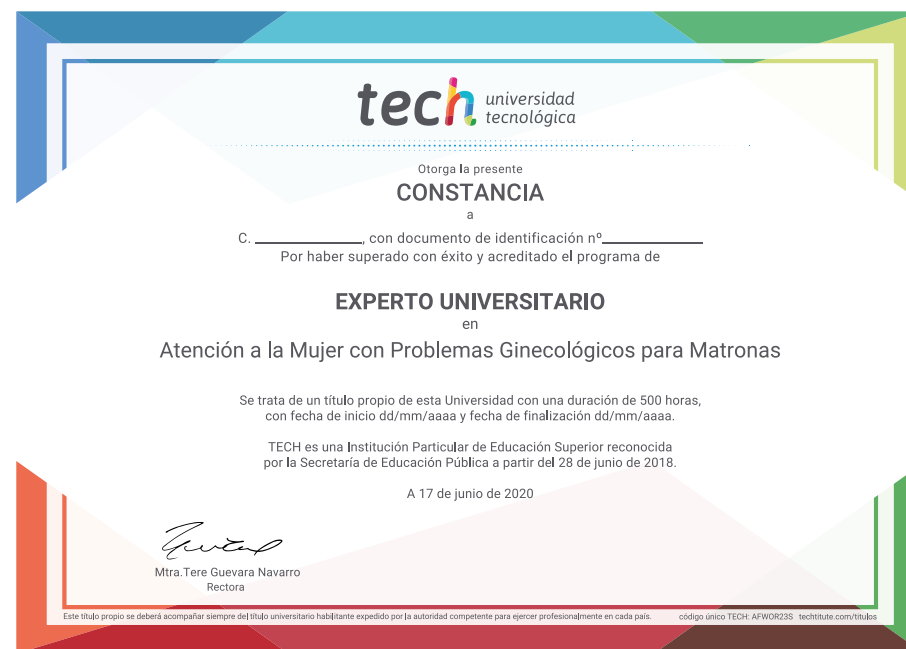 tech universidad
tecnológica
Otorga la presente
CONSTANCIA
a
C. ____________, con documento de identificación nº____________
Por haber superado con éxito y acreditado el programa de
EXPERTO UNIVERSITARIO
en
Atención a la Mujer con Problemas Ginecológicos para Matronas
Se trata de un título propio de esta Universidad con una duración de 500 horas,
con fecha de inicio dd/mm/aaaa y fecha de finalización dd/mm/aaaa.
TECH es una Institución Particular de Educación Superior reconocida
por la Secretaría de Educación Pública a partir del 28 de junio de 2018.
A 17 de junio de 2020
Mtra.Tere Guevara Navarro
Rectora
Este título propio se deberá acompañar siempre del título universitario habilitante expedido por la autoridad competente para ejercer profesionalmente en cada país. código único TECH: AFWOR23S techtitute.com/titulos